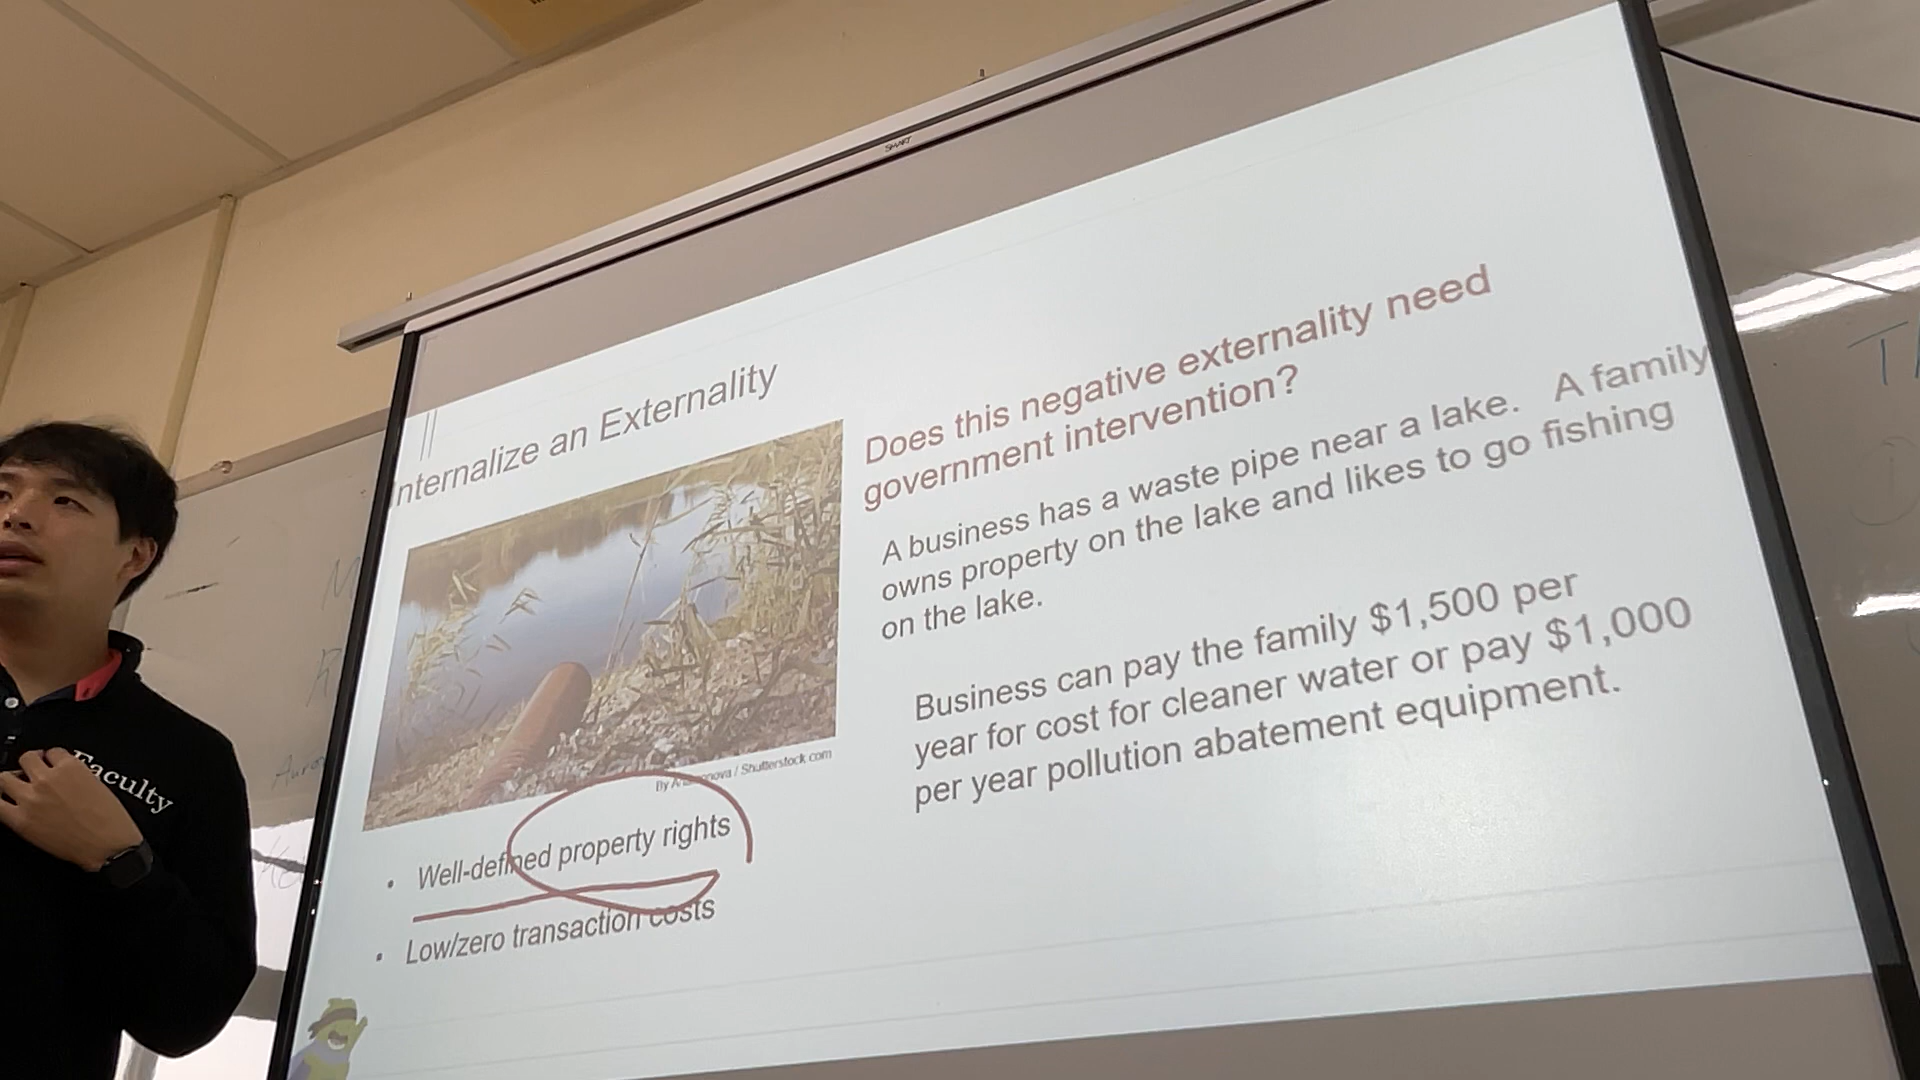 SMART
nternalize an Externality
Does this negative externality need
government intervention?
A business has a waste pipe near a lake. A family
owns property on the lake and likes to go fishing
on the lake.
Business can pay the family $1,500 per
year for cost for cleaner water or pay $1,000
per year pollution abatement equipment.
By / Shutterstock.com
• Well-defined property rights
• Low/zero transaction costs
Faculty